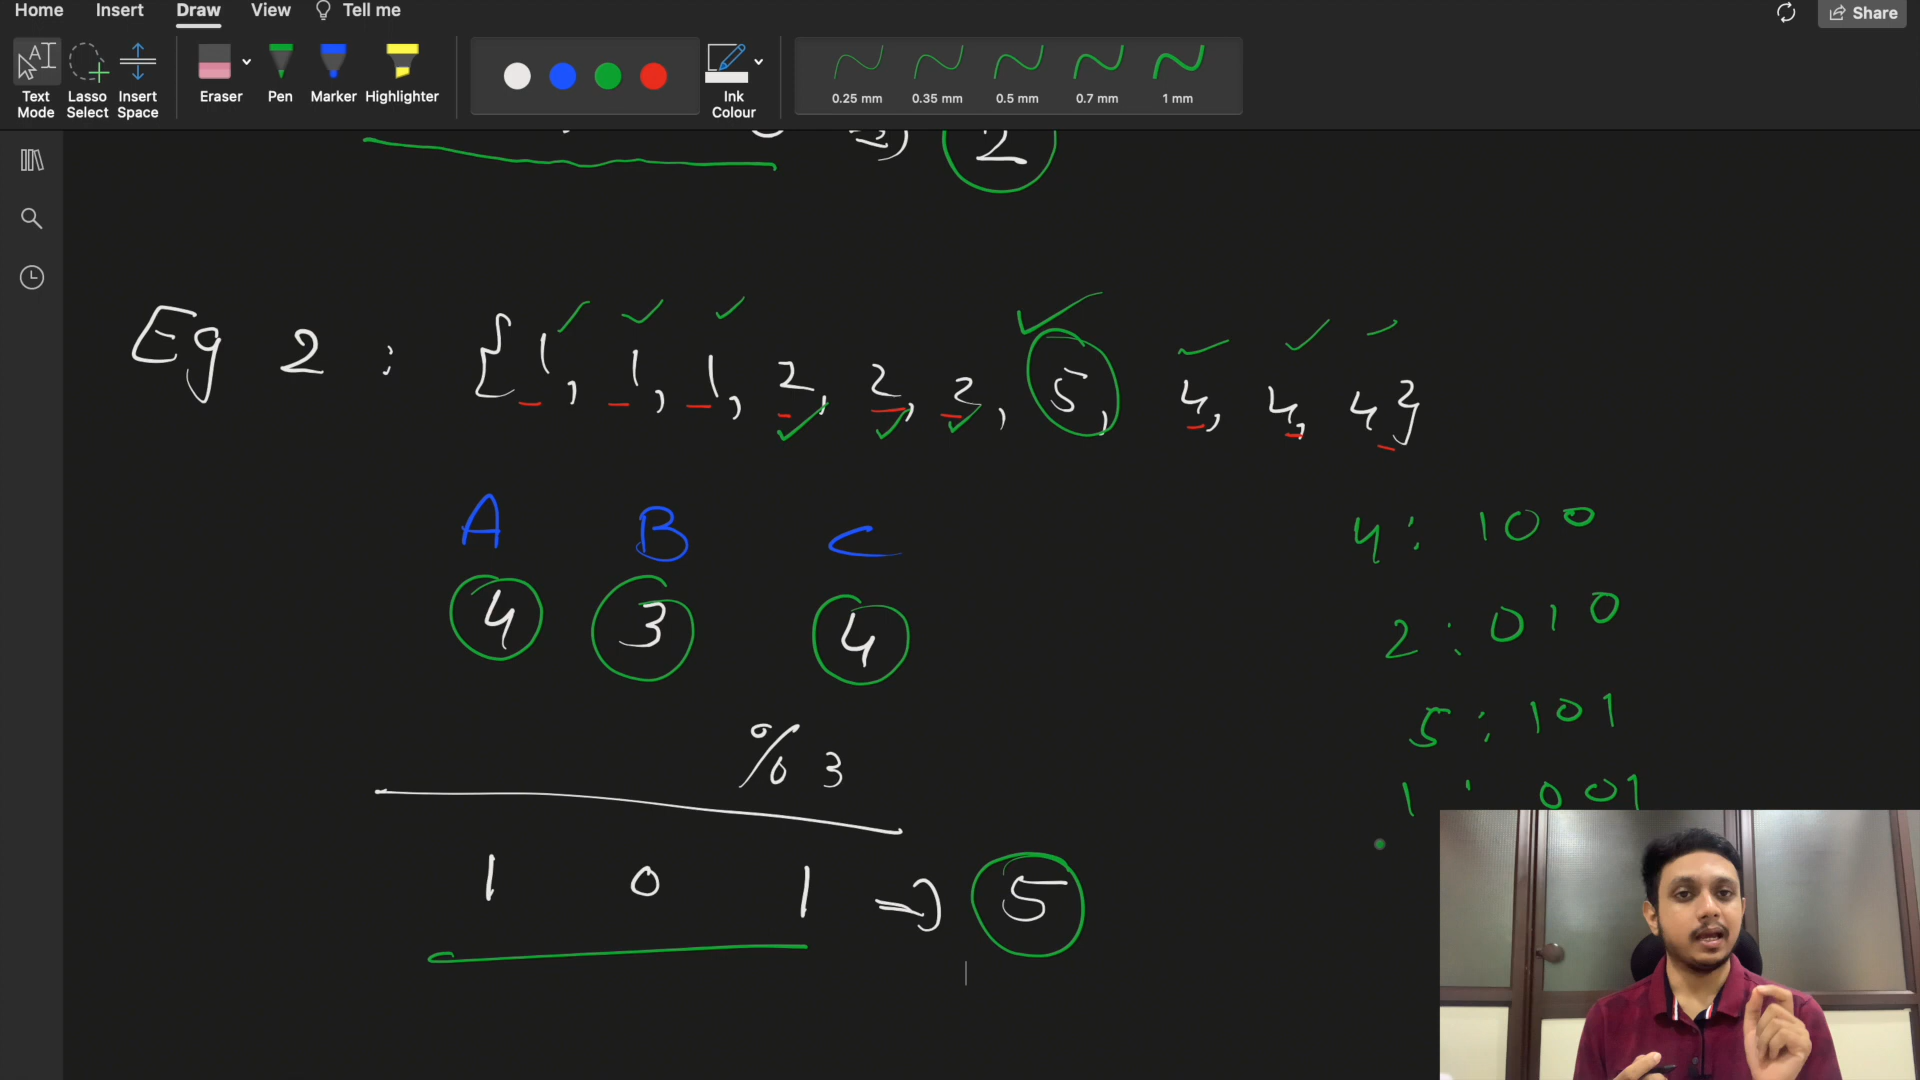 Home Insert Draw View Tell me Share
Text Mode Lasso Select Insert Space Eraser Pen Marker Highlighter Ink Colour 0.25 mm 0.35 mm 0.5 mm 0.7 mm 1 mm
=> 2
Eg 2 : {1, 1, 1, 2, 2, 2, 5, 4, 4, 4}
A B C
4 3 4
% 3
1 0 1 => 5
4 : 100
2 : 010
5 : 101
1 : 001